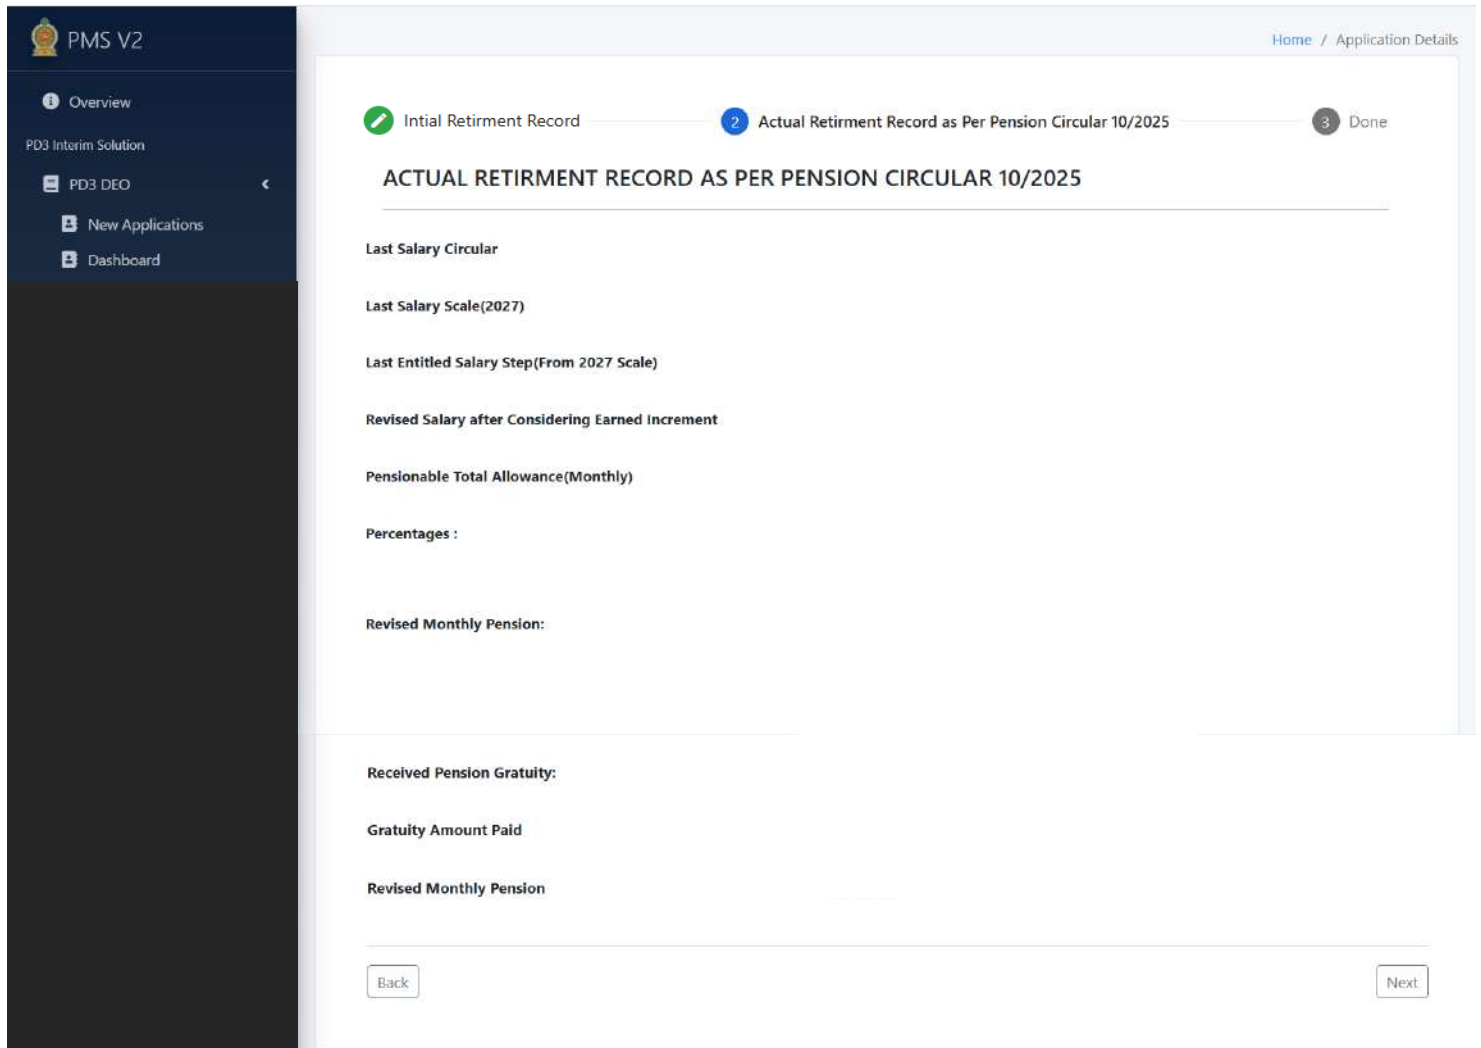 PMS V2
Home / Application Details
Overview
PD3 Interim Solution
PD3 DEO
New Applications
Dashboard
Intial Retirment Record
2 Actual Retirment Record as Per Pension Circular 10/2025
3 Done
ACTUAL RETIRMENT RECORD AS PER PENSION CIRCULAR 10/2025
Last Salary Circular
Last Salary Scale(2027)
Last Entitled Salary Step(From 2027 Scale)
Revised Salary after Considering Earned Increment
Pensionable Total Allowance(Monthly)
Percentages :
Revised Monthly Pension:
Received Pension Gratuity:
Gratuity Amount Paid
Revised Monthly Pension
Back
Next